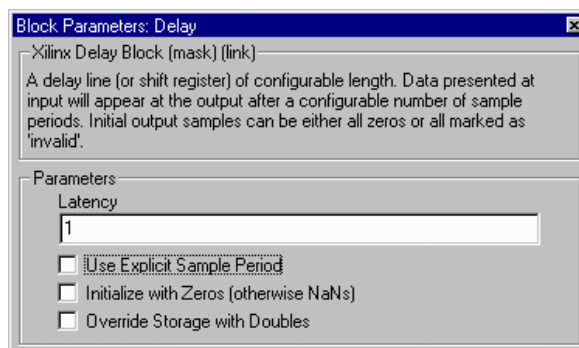 Block Parameters: Delay
Xilinx Delay Block (mask) (link)
A delay line (or shift register) of configurable length. Data presented at
input will appear at the output after a configurable number of sample
periods. Initial output samples can be either all zeros or all marked as
'invalid'.
Parameters
Latency
1
Use Explicit Sample Period
Initialize with Zeros (otherwise NaNs)
Override Storage with Doubles